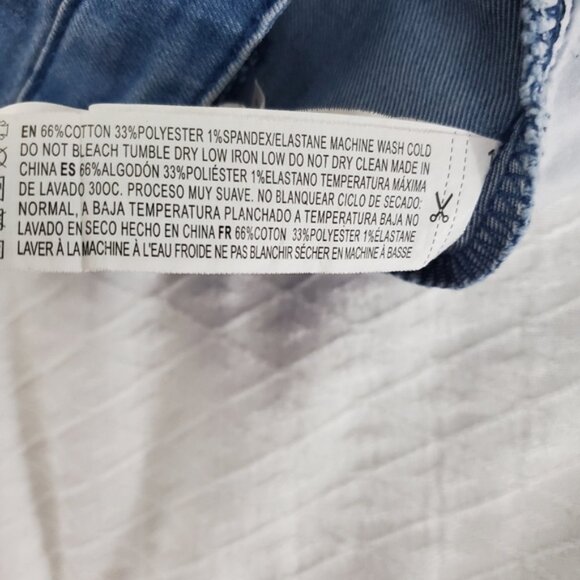 EN 66%COTTON 33%POLYESTER 1%SPANDEX/ELASTANE MACHINE WASH COLD
DO NOT BLEACH TUMBLE DRY LOW IRON LOW DO NOT DRY CLEAN MADE IN
CHINA ES 66%ALGODÓN 33%POLIÉSTER 1%ELASTANO TEMPERATURA MÁXIMA
DE LAVADO 30OC. PROCESO MUY SUAVE. NO BLANQUEAR CICLO DE SECADO:
NORMAL, A BAJA TEMPERATURA PLANCHADO A TEMPERATURA BAJA NO
LAVADO EN SECO HECHO EN CHINA FR 66%COTON 33%POLYESTER 1%ÉLASTANE
LAVER À LA MACHINE À L'EAU FROIDE NE PAS BLANCHIR SÉCHER EN MACHINE À BASSE